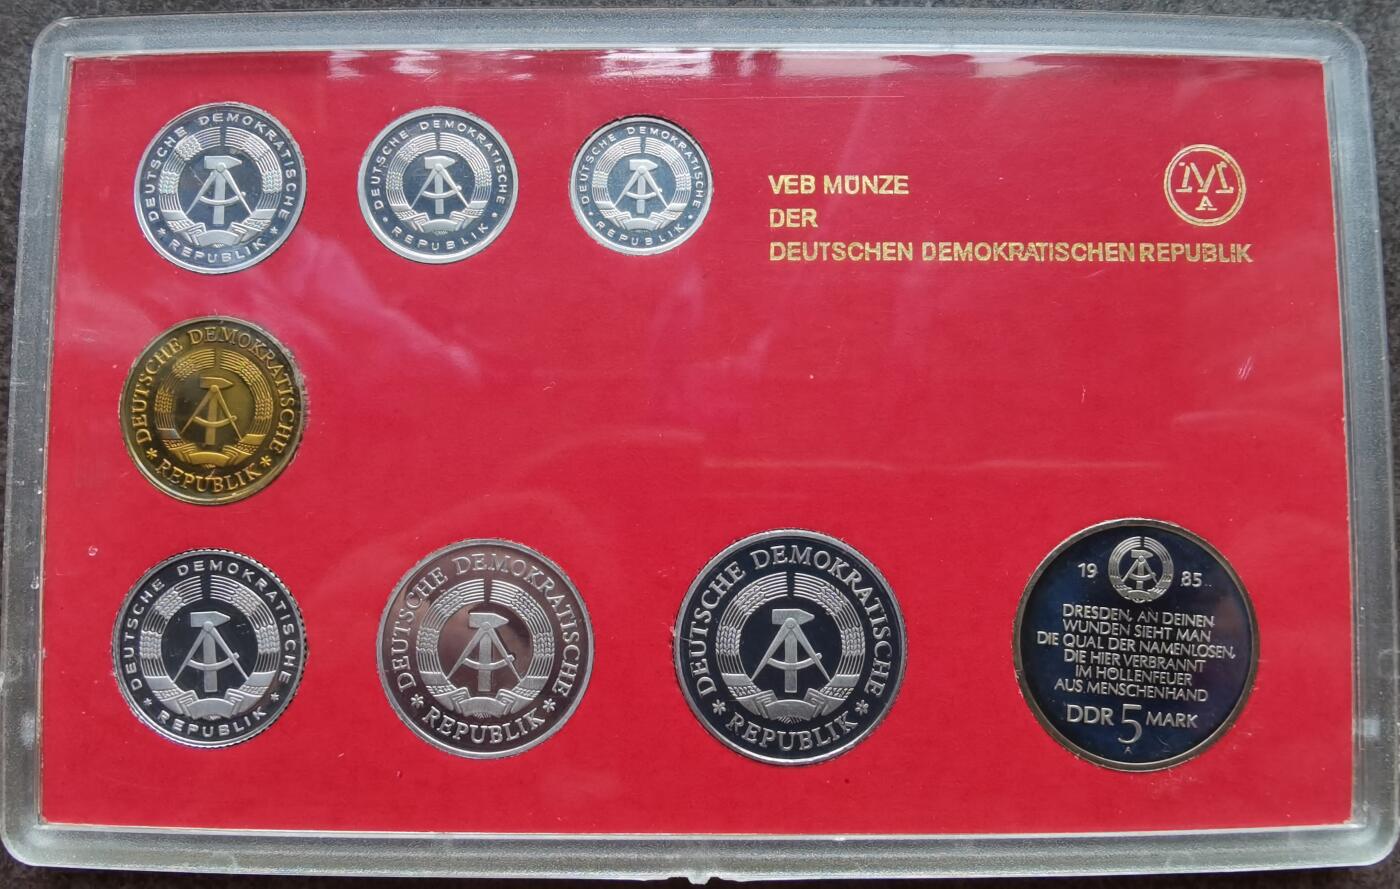 DEUTSCHE DEMOKRATISCHE
* REPUBLIK *
DEUTSCHE DEMOKRATISCHE
• REPUBLIK •
DEUTSCHE DEMOKRATISCHE
• REPUBLIK •
VEB MÜNZE
DER
DEUTSCHEN DEMOKRATISCHEN REPUBLIK
M
A
DEUTSCHE DEMOKRATISCHE
* REPUBLIK *
DEUTSCHE DEMOKRATISCHE
• REPUBLIK •
DEUTSCHE DEMOKRATISCHE
* REPUBLIK *
DEUTSCHE DEMOKRATISCHE
* REPUBLIK *
19 85
DRESDEN, AN DEINEN
WUNDEN SIEHT MAN
DIE QUAL DER NAMENLOSEN,
DIE HIER VERBRANNT
IM HÖLLENFEUER
AUS MENSCHENHAND
DDR 5 MARK
A